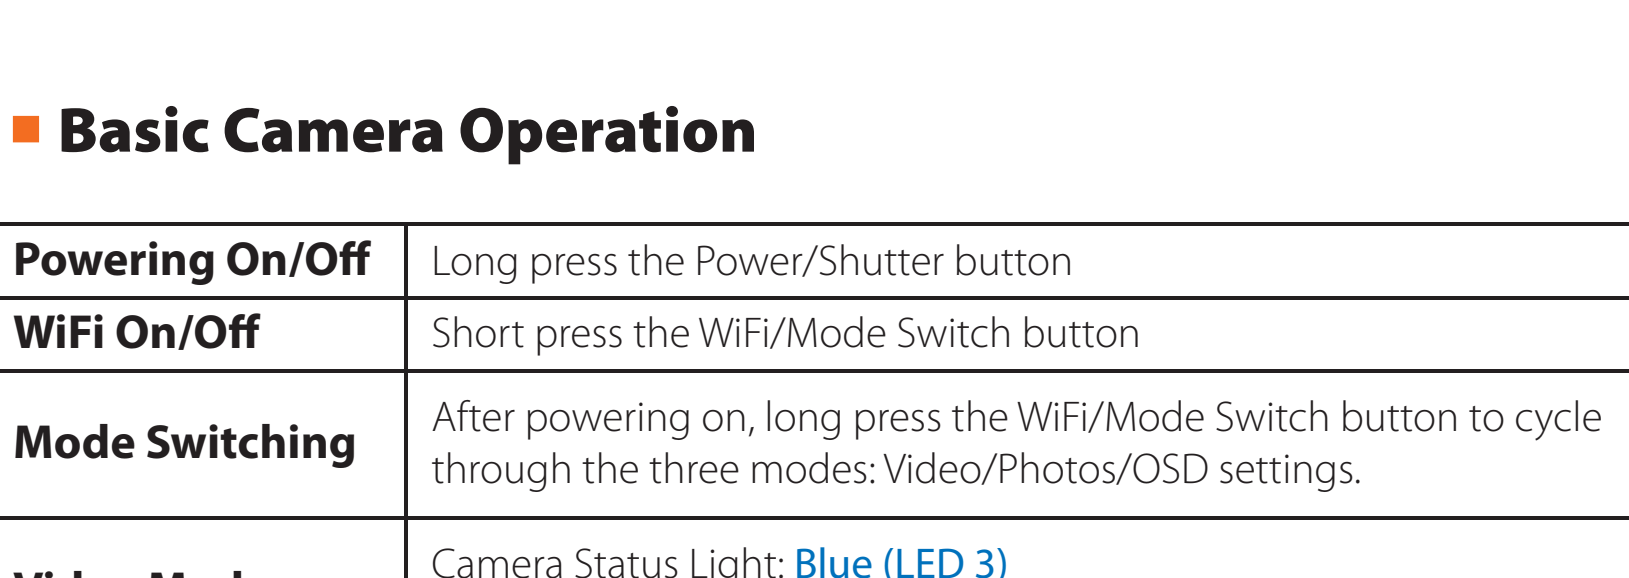 Basic Camera Operation
Powering On/Off
Long press the Power/Shutter button
WiFi On/Off
Short press the WiFi/Mode Switch button
Mode Switching
After powering on, long press the WiFi/Mode Switch button to cycle
through the three modes: Video/Photos/OSD settings.
Camera Status Light: Blue (LED 3)